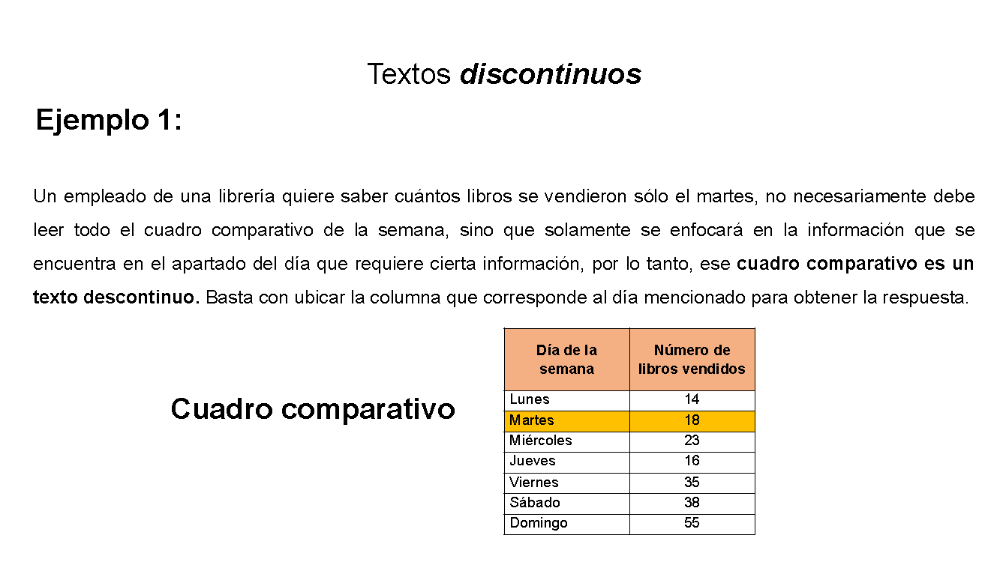 Textos discontinuos
Ejemplo 1:
Un empleado de una librería quiere saber cuántos libros se vendieron sólo el martes, no necesariamente debe
leer todo el cuadro comparativo de la semana, sino que solamente se enfocará en la información que se
encuentra en el apartado del día que requiere cierta información, por lo tanto, ese cuadro comparativo es un
texto descontinuo. Basta con ubicar la columna que corresponde al día mencionado para obtener la respuesta.
Cuadro comparativo
Día de la
semana
Número de
libros vendidos
Lunes 14
Martes 18
Miércoles 23
Jueves 16
Viernes 35
Sábado 38
Domingo 55